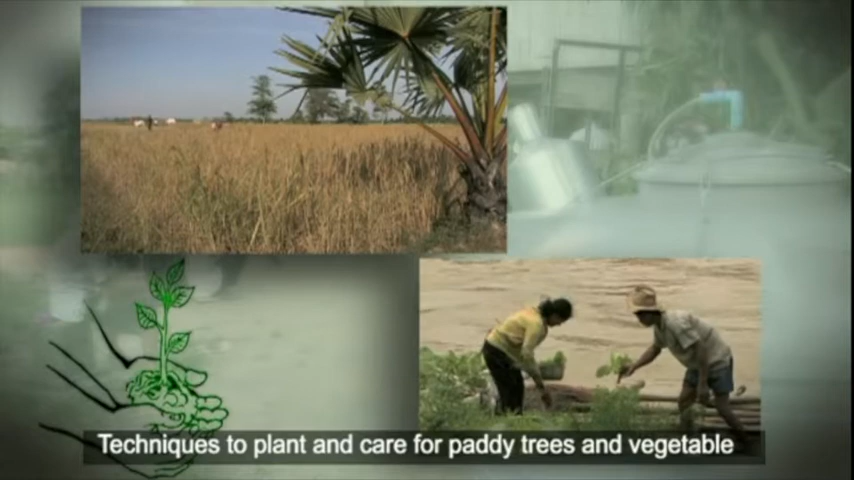 Techniques to plant and care for paddy trees and vegetable